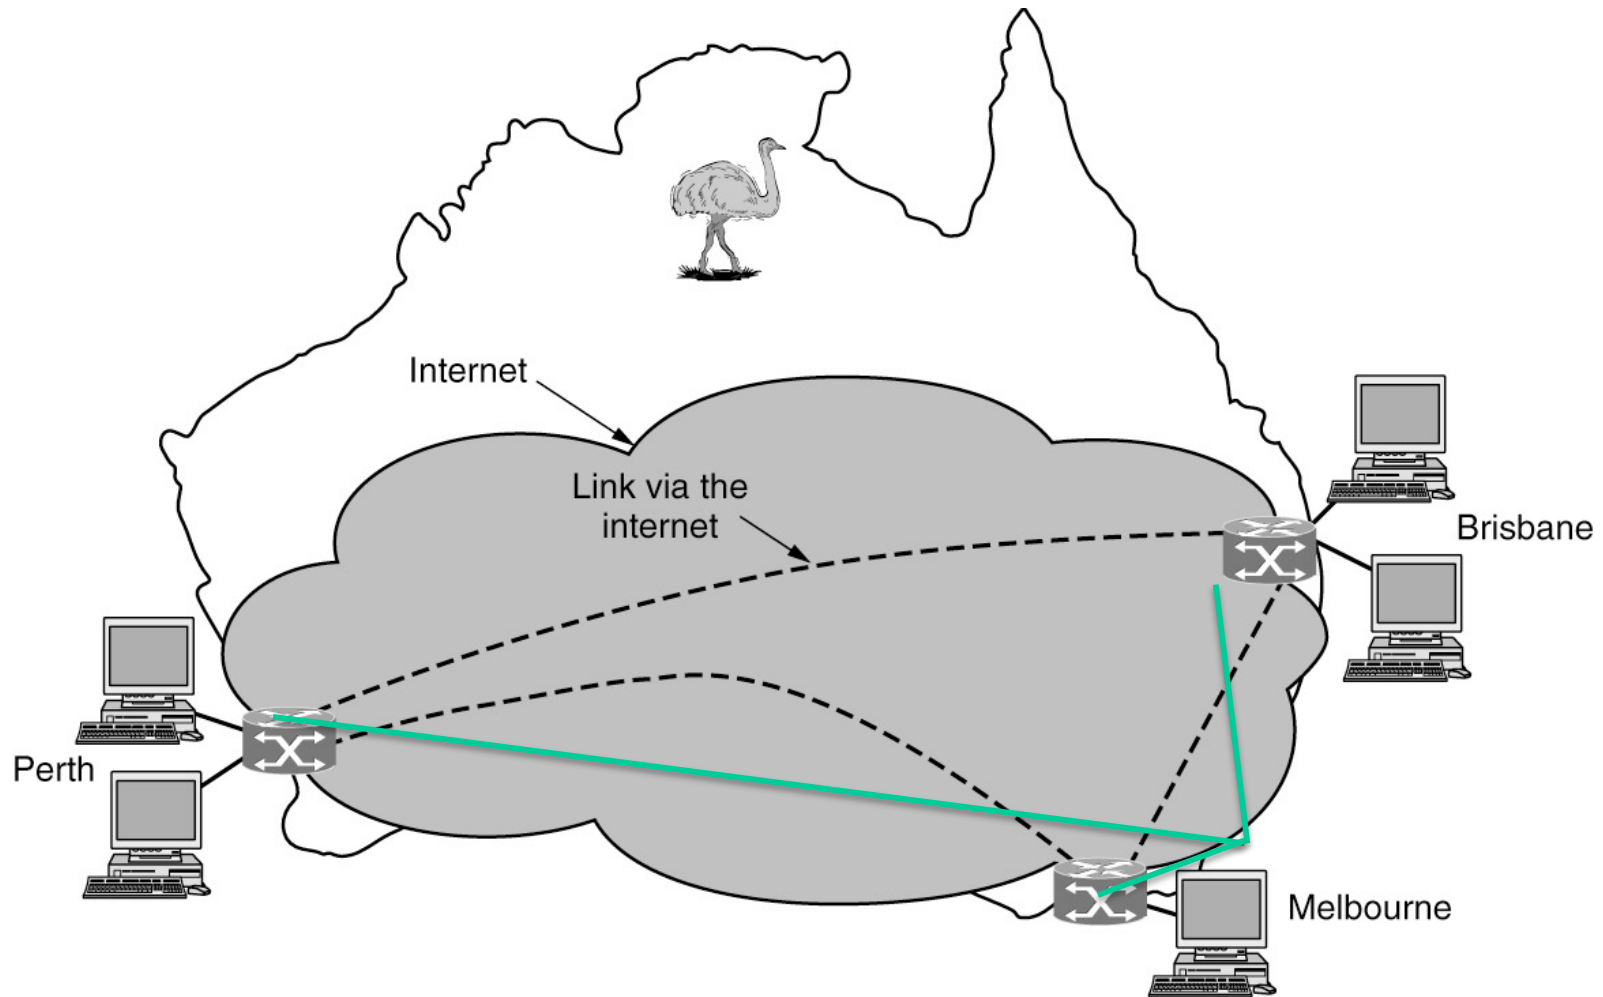 Internet
Link via the
internet
Brisbane
Perth
Melbourne